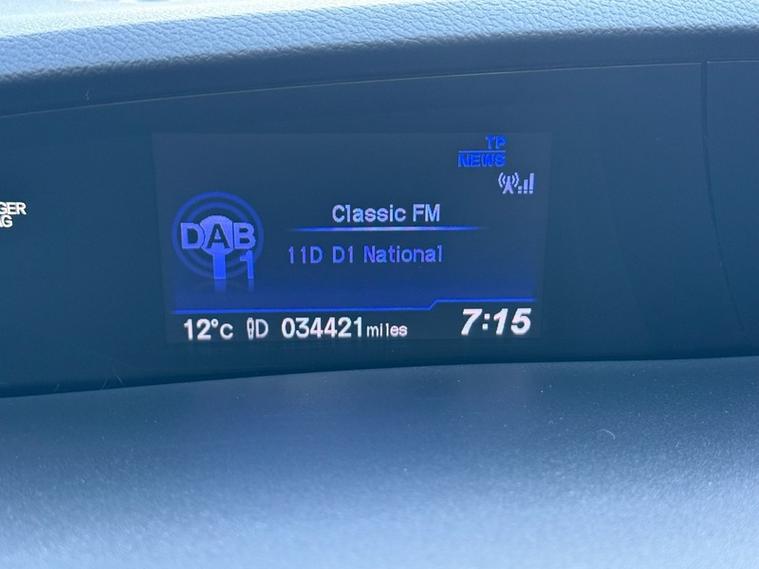 TP
NEWS
Classic FM
DAB
1
11D D1 National
12°c D 034421 miles
7:15